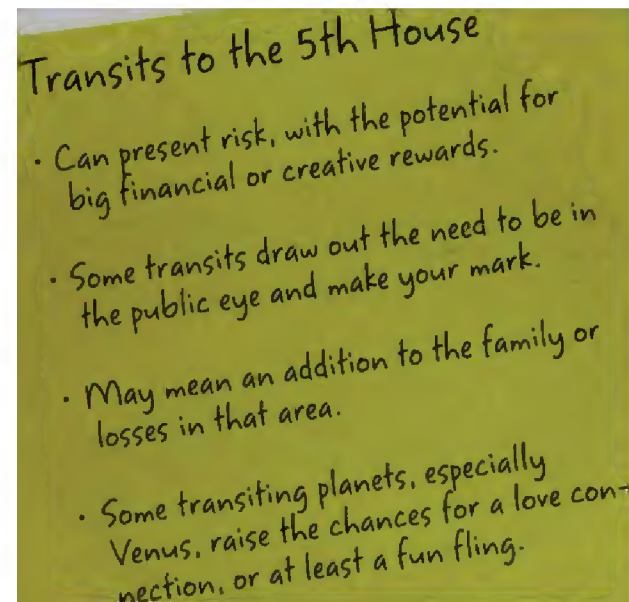 Transits to the 5th House
· Can present risk, with the potential for
big financial or creative rewards.
· Some transits draw out the need to be in
the public eye and make your mark.
· May mean an addition to the family or
losses in that area.
· Some transiting planets, especially
Venus, raise the chances for a love con-
nection, or at least a fun fling.